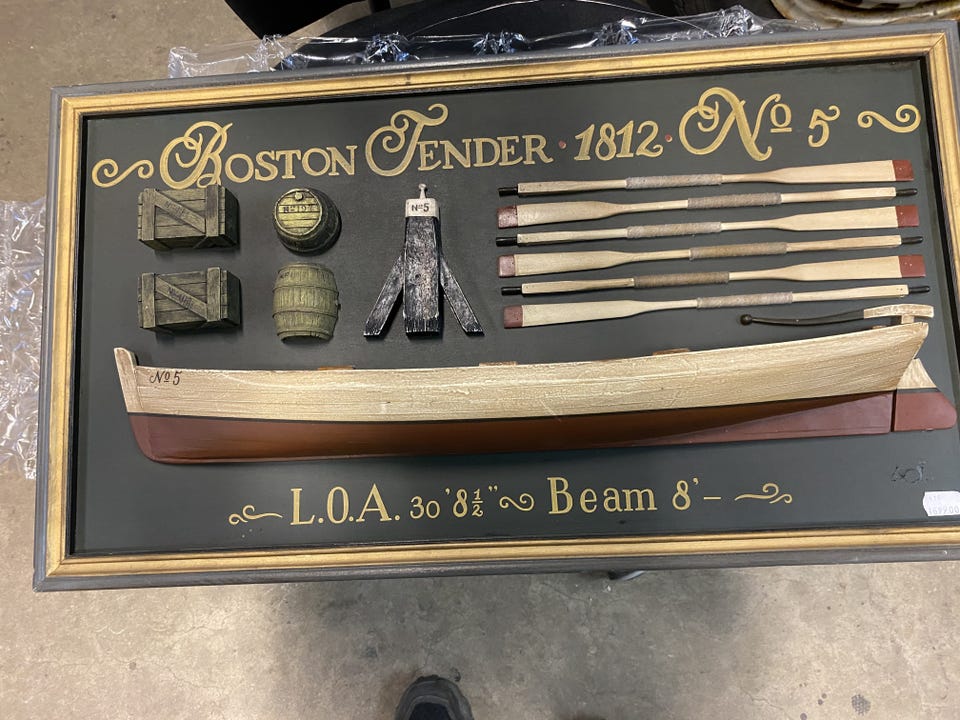 Boston Tender · 1812 · Nº 5
Nº5
Nº 5
L.O.A. 30'8½" Beam 8'-